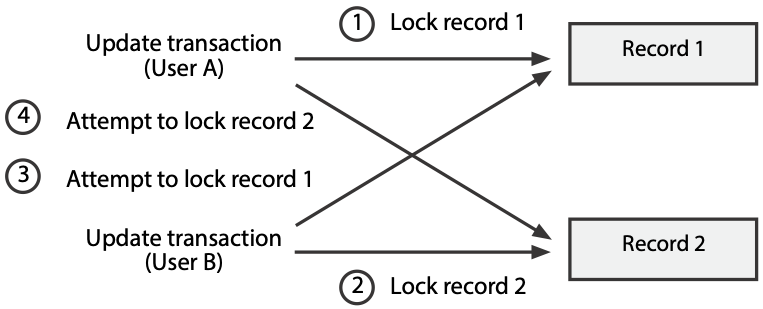 1 Lock record 1
Update transaction
(User A)
Record 1
4 Attempt to lock record 2
3 Attempt to lock record 1
Update transaction
(User B)
Record 2
2 Lock record 2